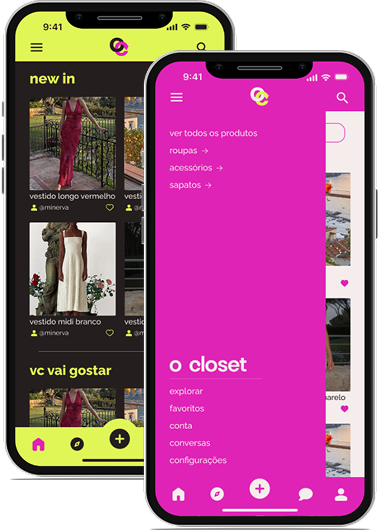 9:41
new in
vestido longo vermelho
@minerva
vestido midi branco
@minerva
vc vai gostar
9:41
ver todos os produtos
roupas →
acessórios →
sapatos →
o closet
explorar
favoritos
conta
conversas
configurações